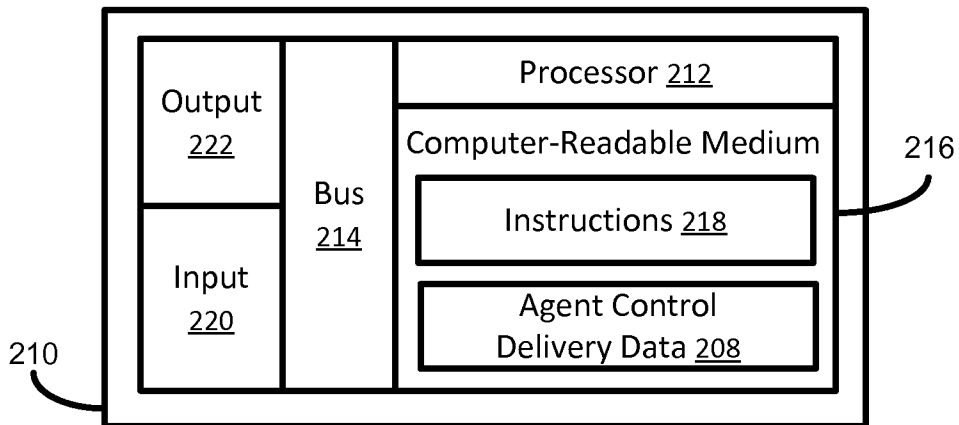 Output
222
Input
220
Bus
214
Processor 212
Computer-Readable Medium
Instructions 218
Agent Control
Delivery Data 208
216
210